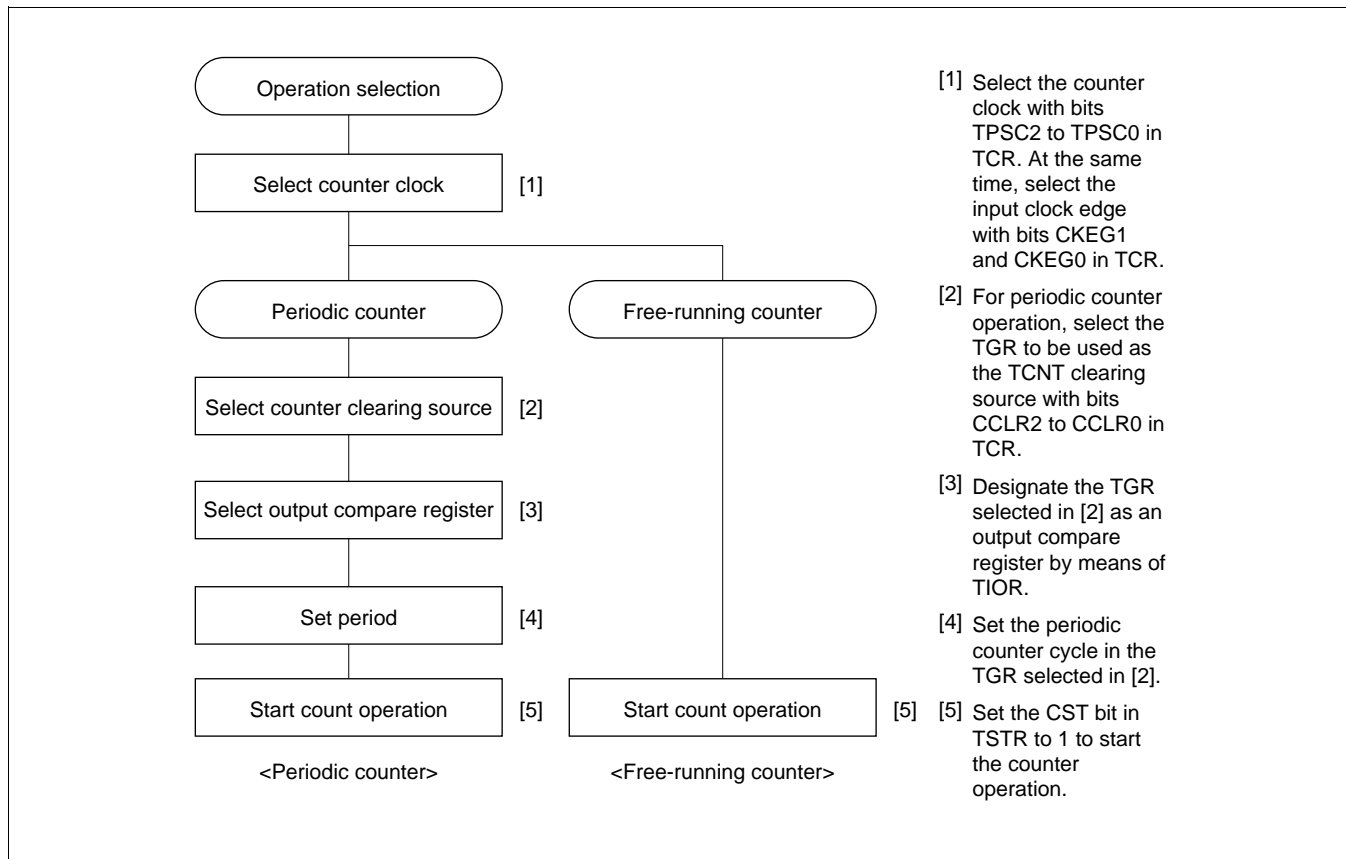 Operation selection
Select counter clock
[1]
Periodic counter
Free-running counter
Select counter clearing source
[2]
Select output compare register
[3]
Set period
[4]
Start count operation
[5]
Start count operation
[5]
<Periodic counter>
<Free-running counter>
[1] Select the counter
clock with bits
TPSC2 to TPSC0 in
TCR. At the same
time, select the
input clock edge
with bits CKEG1
and CKEG0 in TCR.
[2] For periodic counter
operation, select the
TGR to be used as
the TCNT clearing
source with bits
CCLR2 to CCLR0 in
TCR.
[3] Designate the TGR
selected in [2] as an
output compare
register by means of
TIOR.
[4] Set the periodic
counter cycle in the
TGR selected in [2].
[5] Set the CST bit in
TSTR to 1 to start
the counter
operation.